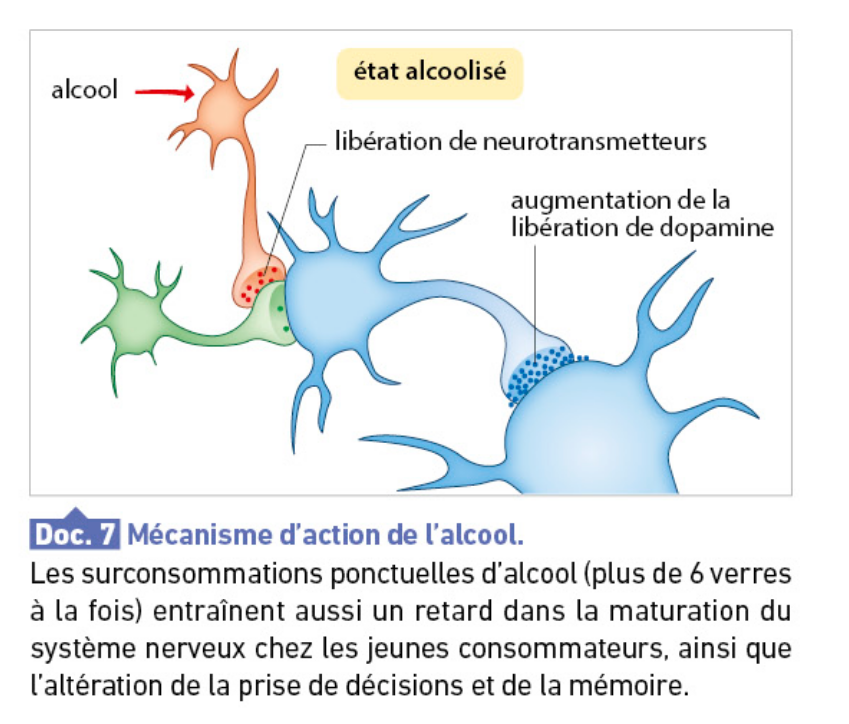 état alcoolisé
alcool
libération de neurotransmetteurs
augmentation de la
libération de dopamine
Doc. 7 Mécanisme d'action de l'alcool.
Les surconsommations ponctuelles d'alcool (plus de 6 verres
à la fois) entraînent aussi un retard dans la maturation du
système nerveux chez les jeunes consommateurs, ainsi que
l'altération de la prise de décisions et de la mémoire.